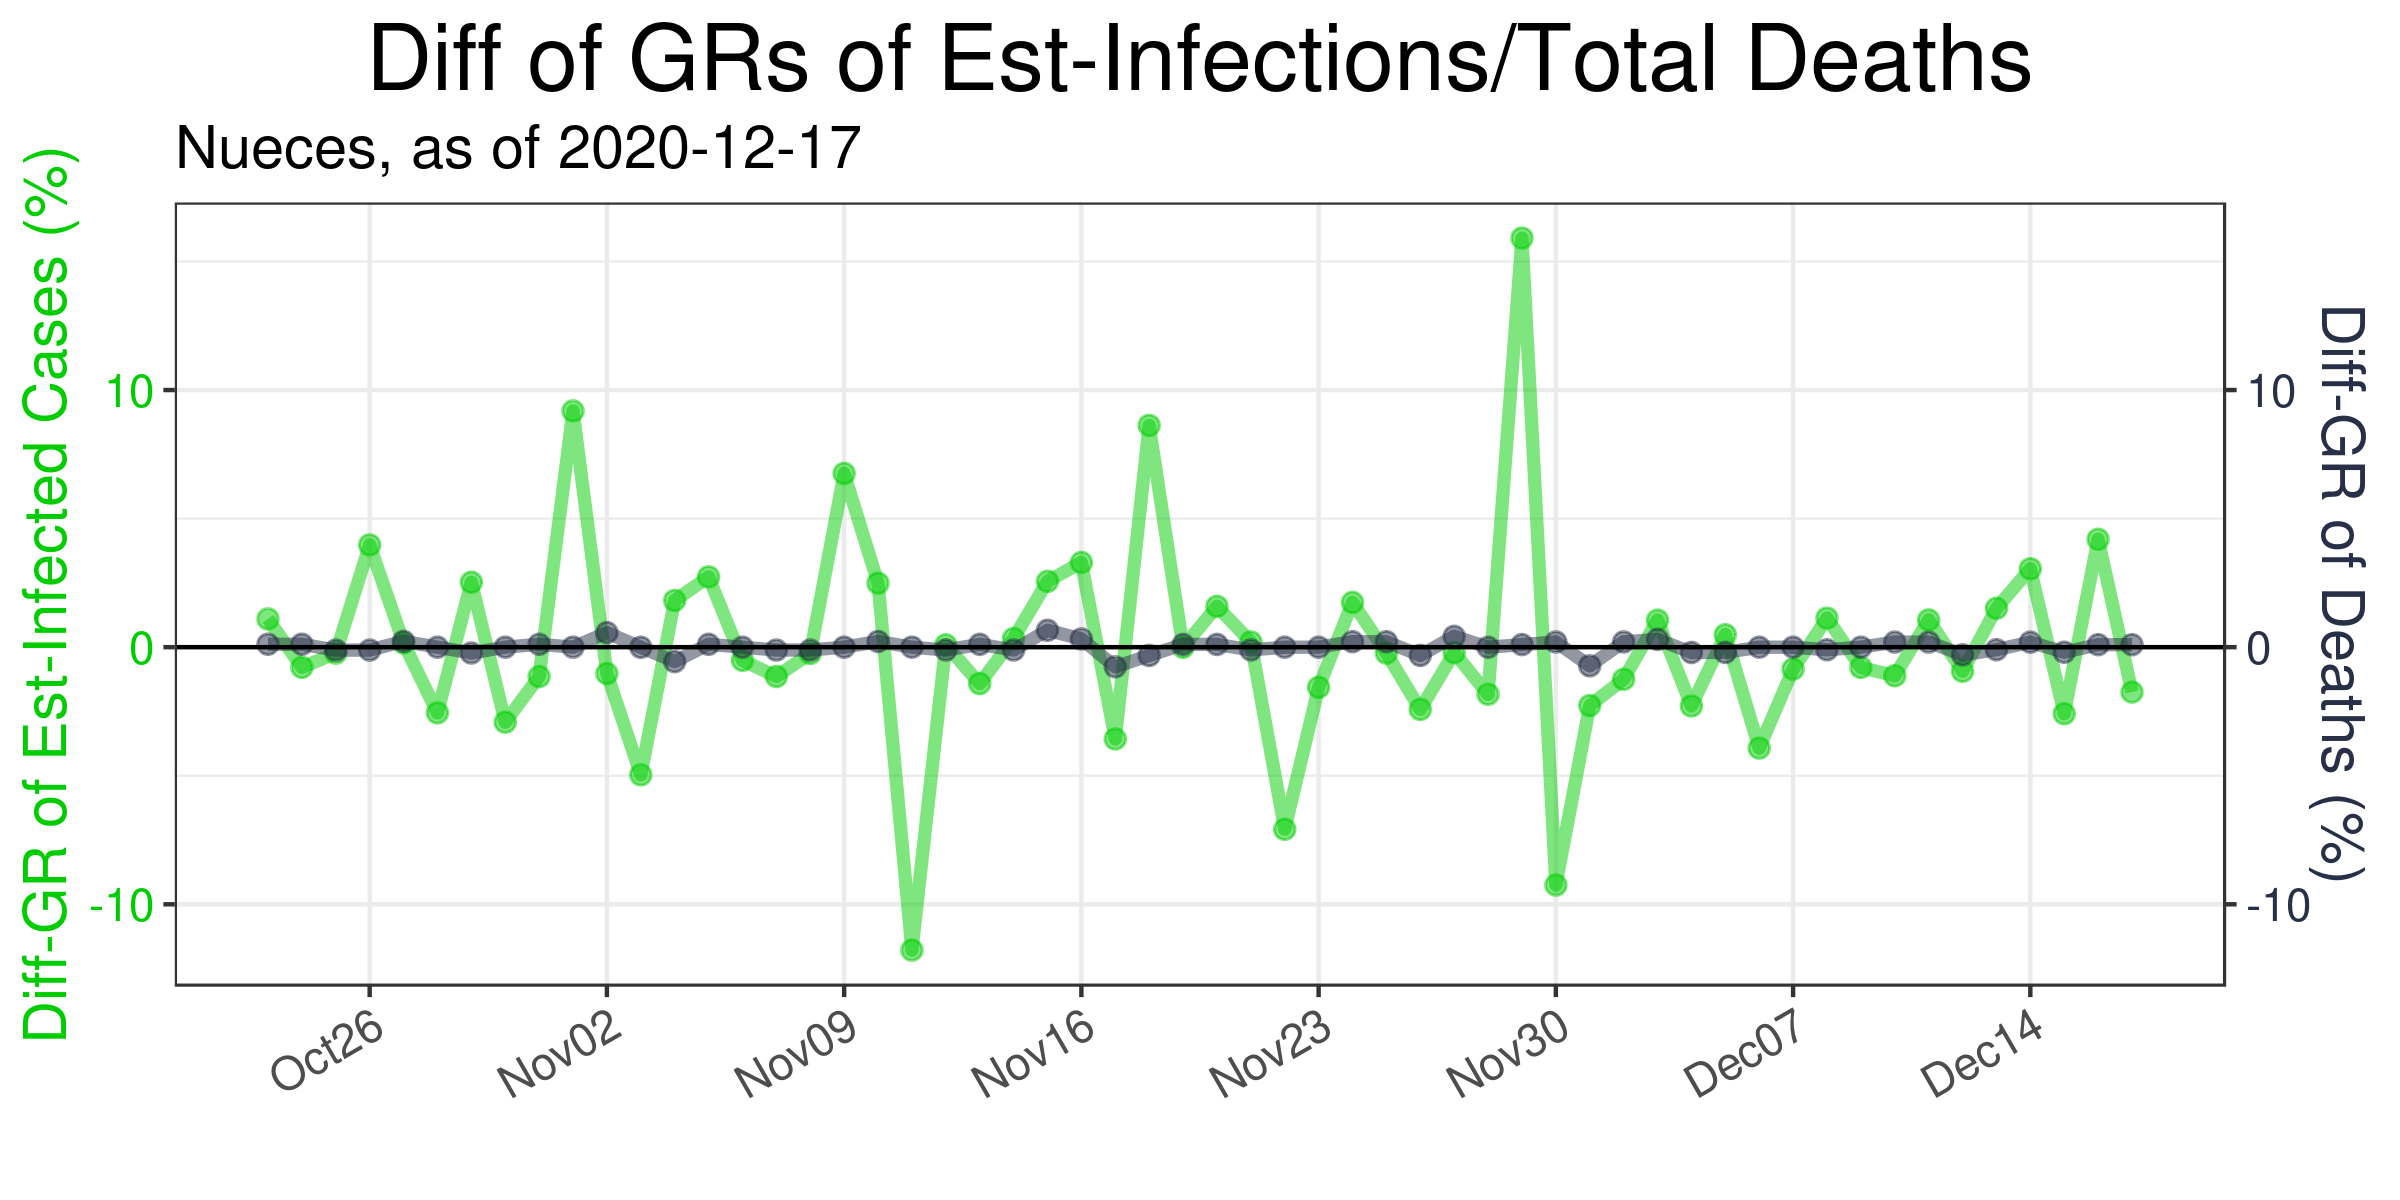 Diff of GRs of Est-Infections/Total Deaths
Nueces, as of 2020-12-17
Diff-GR of Est-Infected Cases (%)
10
0
-10
10
0
-10
Diff-GR of Deaths (%)
Oct26
Nov02
Nov09
Nov16
Nov23
Nov30
Dec07
Dec14